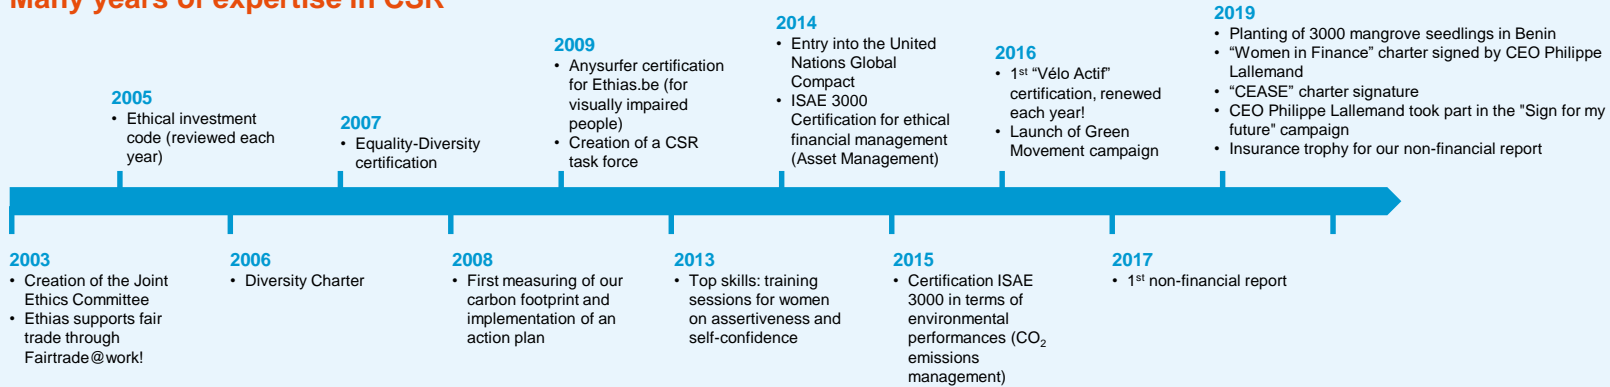 Many years of expertise in CSR
2003
• Creation of the Joint
Ethics Committee
• Ethias supports fair
trade through
Fairtrade@work!
2005
• Ethical investment
code (reviewed each
year)
2006
• Diversity Charter
2007
• Equality-Diversity
certification
2008
• First measuring of our
carbon footprint and
implementation of an
action plan
2009
• Anysurfer certification
for Ethias.be (for
visually impaired
people)
• Creation of a CSR
task force
2013
• Top skills: training
sessions for women
on assertiveness and
self-confidence
2014
• Entry into the United
Nations Global
Compact
• ISAE 3000
Certification for ethical
financial management
(Asset Management)
2015
• Certification ISAE
3000 in terms of
environmental
performances (CO₂
emissions
management)
2016
• 1st “Vélo Actif”
certification, renewed
each year!
• Launch of Green
Movement campaign
2017
• 1st non-financial report
2019
• Planting of 3000 mangrove seedlings in Benin
• “Women in Finance” charter signed by CEO Philippe
Lallemand
• “CEASE” charter signature
• CEO Philippe Lallemand took part in the "Sign for my
future" campaign
• Insurance trophy for our non-financial report